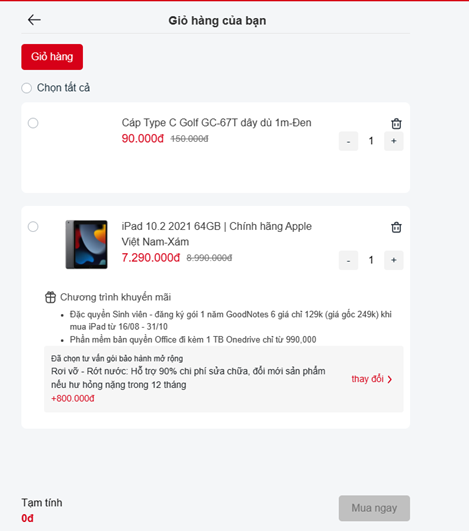 Giỏ hàng của bạn
Giỏ hàng
Chọn tất cả
Cáp Type C Golf GC-67T dây dù 1m-Đen
90.000đ 150.000đ
- 1 +
iPad 10.2 2021 64GB | Chính hãng Apple
Việt Nam-Xám
7.290.000đ 8.990.000đ
- 1 +
Chương trình khuyến mãi
Đặc quyền Sinh viên - đăng ký gói 1 năm GoodNotes 6 giá chỉ 129k (giá gốc 249k) khi
mua iPad từ 16/08 - 31/10
Phần mềm bản quyền Office đi kèm 1 TB Onedrive chỉ từ 990,000
Đã chọn tư vấn gòi bảo hành mở rộng
Rơi vỡ - Rớt nước: Hỗ trợ 90% chi phí sửa chữa, đổi mới sản phẩm
nếu hư hỏng nặng trong 12 tháng
thay đổi
+800.000đ
Tạm tính
0đ
Mua ngay